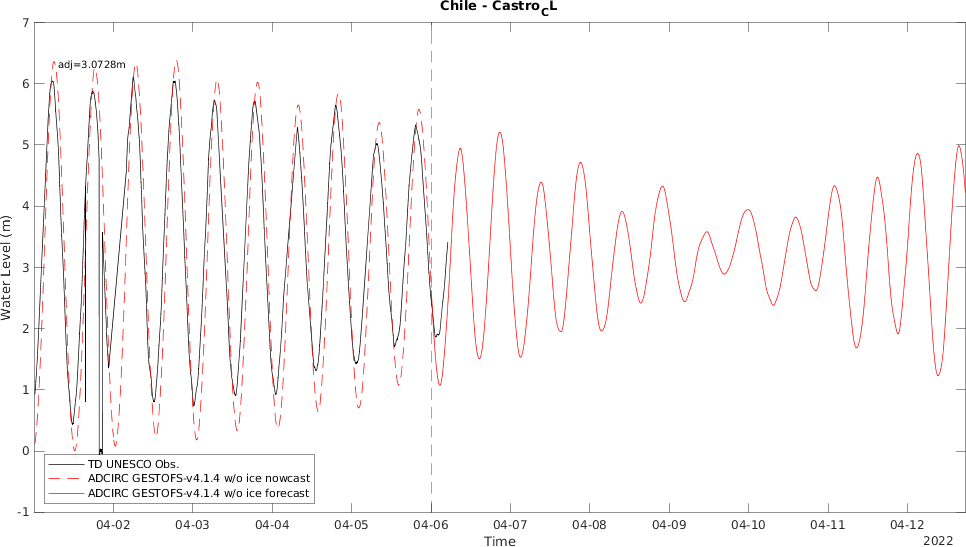 Chile - Castro_CL
7
6
5
4
3
2
1
0
-1
Water Level (m)
adj=3.0728m
TD UNESCO Obs.
ADCIRC GESTOFS-v4.1.4 w/o ice nowcast
ADCIRC GESTOFS-v4.1.4 w/o ice forecast
04-02 04-03 04-04 04-05 04-06 04-07 04-08 04-09 04-10 04-11 04-12
Time
2022